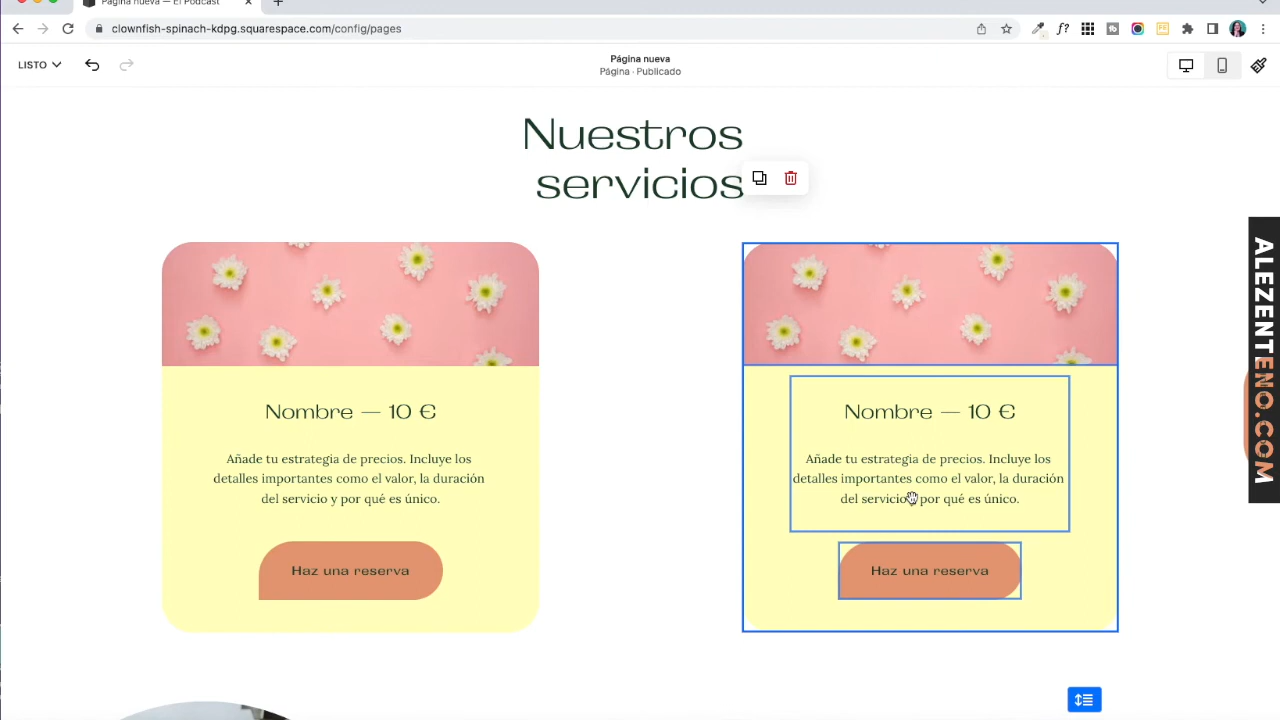 Página nueva — El Podcast
clownfish-spinach-kdpg.squarespace.com/config/pages
LISTO
Página nueva
Página · Publicado
Nuestros
servicios
Nombre — 10 €
Añade tu estrategia de precios. Incluye los
detalles importantes como el valor, la duración
del servicio y por qué es único.
Haz una reserva
Nombre — 10 €
Añade tu estrategia de precios. Incluye los
detalles importantes como el valor, la duración
del servicio por qué es único.
Haz una reserva
ALEZENTENO.COM